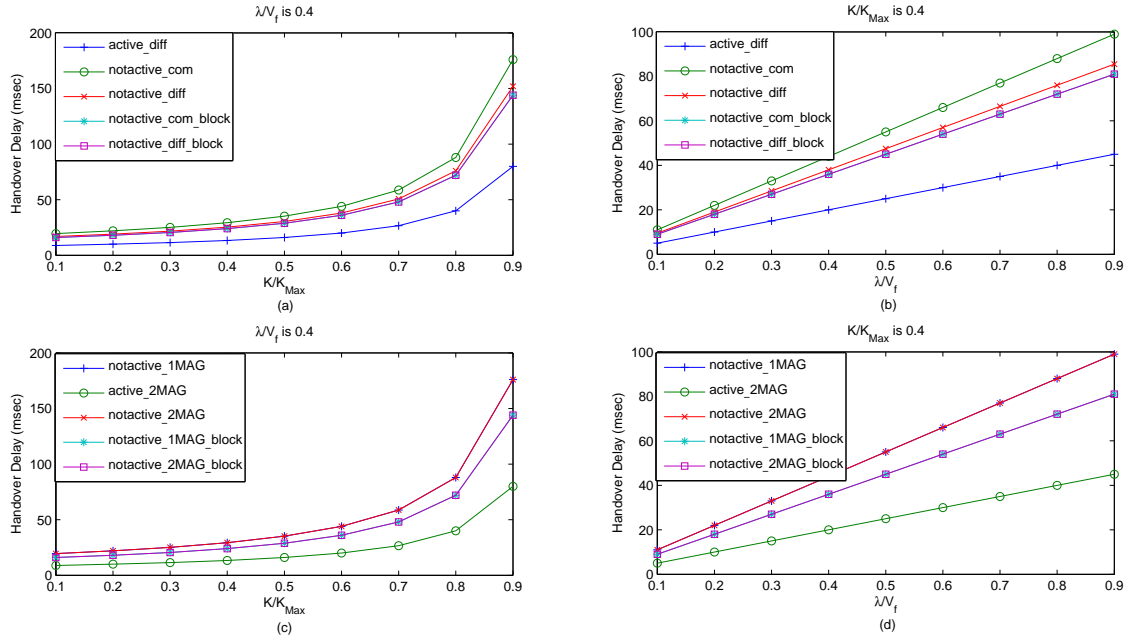 λ/V_f is 0.4
200
150
100
50
0
Handover Delay (msec)
active_diff
notactive_com
notactive_diff
notactive_com_block
notactive_diff_block
0.1 0.2 0.3 0.4 0.5 0.6 0.7 0.8 0.9
K/K_Max
(a)
K/K_Max is 0.4
100
80
60
40
20
0
Handover Delay (msec)
active_diff
notactive_com
notactive_diff
notactive_com_block
notactive_diff_block
0.1 0.2 0.3 0.4 0.5 0.6 0.7 0.8 0.9
λ/V_f
(b)
λ/V_f is 0.4
200
150
100
50
0
Handover Delay (msec)
notactive_1MAG
active_2MAG
notactive_2MAG
notactive_1MAG_block
notactive_2MAG_block
0.1 0.2 0.3 0.4 0.5 0.6 0.7 0.8 0.9
K/K_Max
(c)
K/K_Max is 0.4
100
80
60
40
20
0
Handover Delay (msec)
notactive_1MAG
active_2MAG
notactive_2MAG
notactive_1MAG_block
notactive_2MAG_block
0.1 0.2 0.3 0.4 0.5 0.6 0.7 0.8 0.9
λ/V_f
(d)